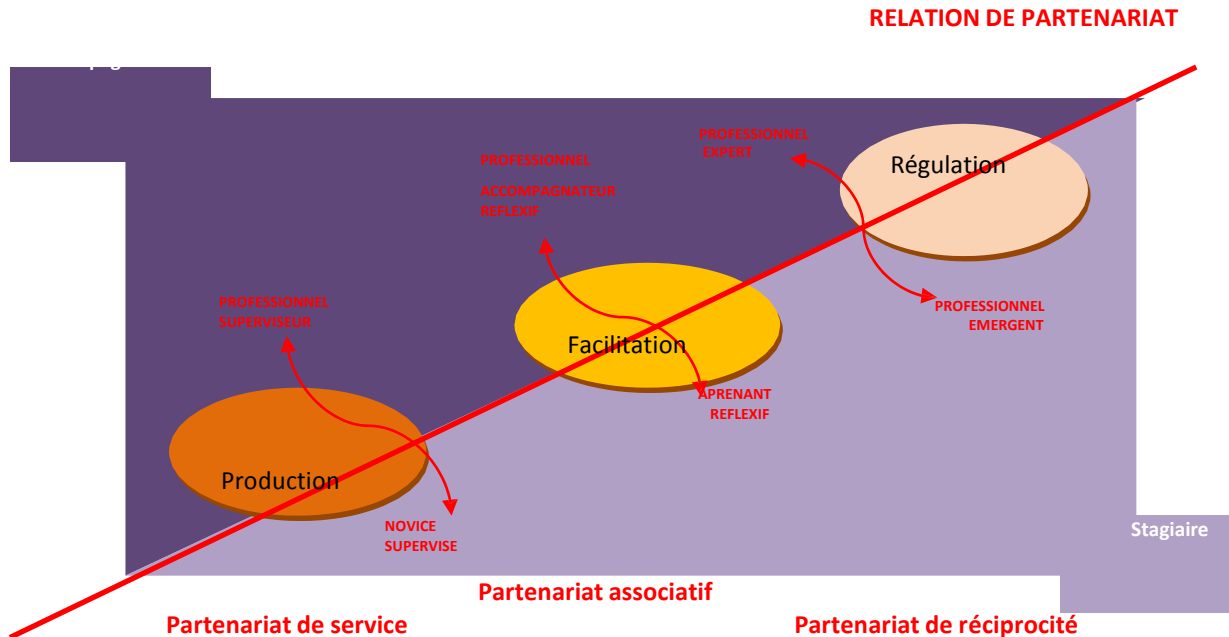 RELATION DE PARTENARIAT
PROFESSIONNEL
EXPERT
Régulation
PROFESSIONNEL
ACCOMPAGNATEUR
REFLEXIF
PROFESSIONNEL
EMERGENT
PROFESSIONNEL
SUPERVISEUR
Facilitation
APRENANT
REFLEXIF
Production
NOVICE
SUPERVISE
Stagiaire
Partenariat associatif
Partenariat de service
Partenariat de réciprocité